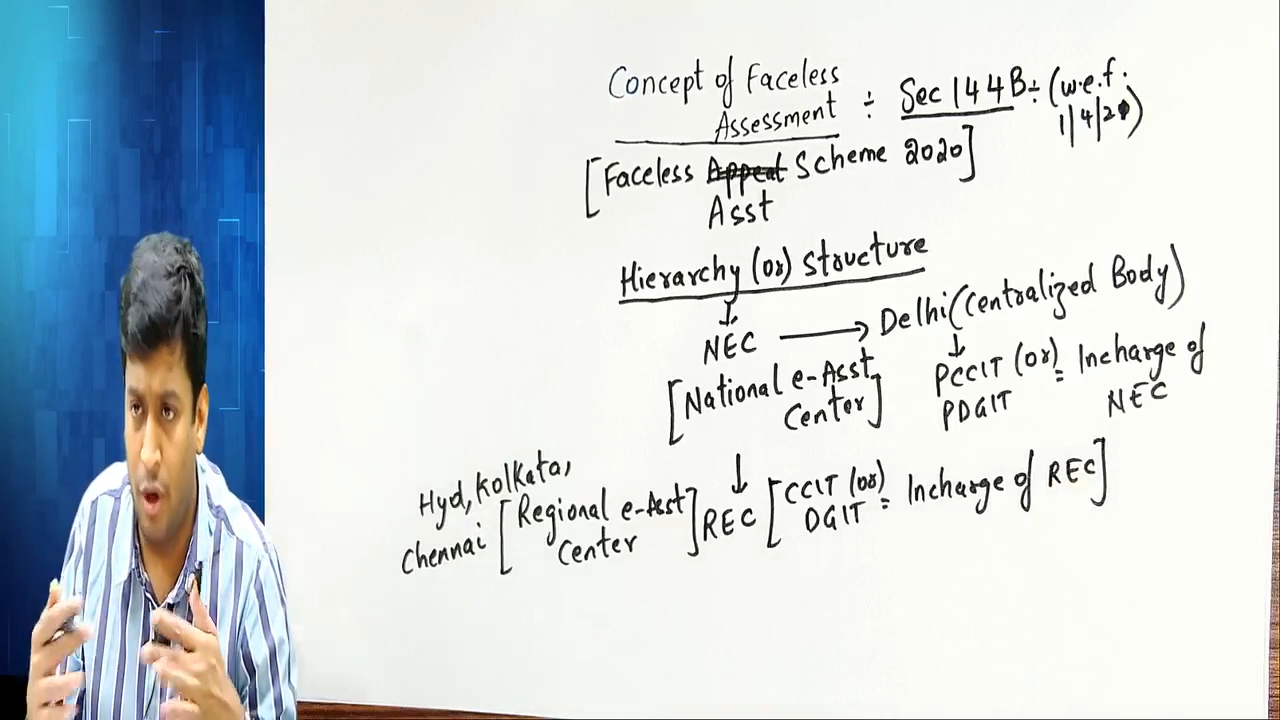 Concept of Faceless
Assessment ÷ Sec 144B ÷ (w.e.f.
1/4/21)
[Faceless Appeal Scheme 2020]
Asst
Hierarchy (or) Structure
NEC → Delhi (Centralized Body)
[National e-Asst
Center]
PCCIT (or) = Incharge of
PDGIT NEC
Hyd, Kolkata,
Chennai [Regional e-Asst
Center] REC [CCIT (or)
DGIT = Incharge of REC]